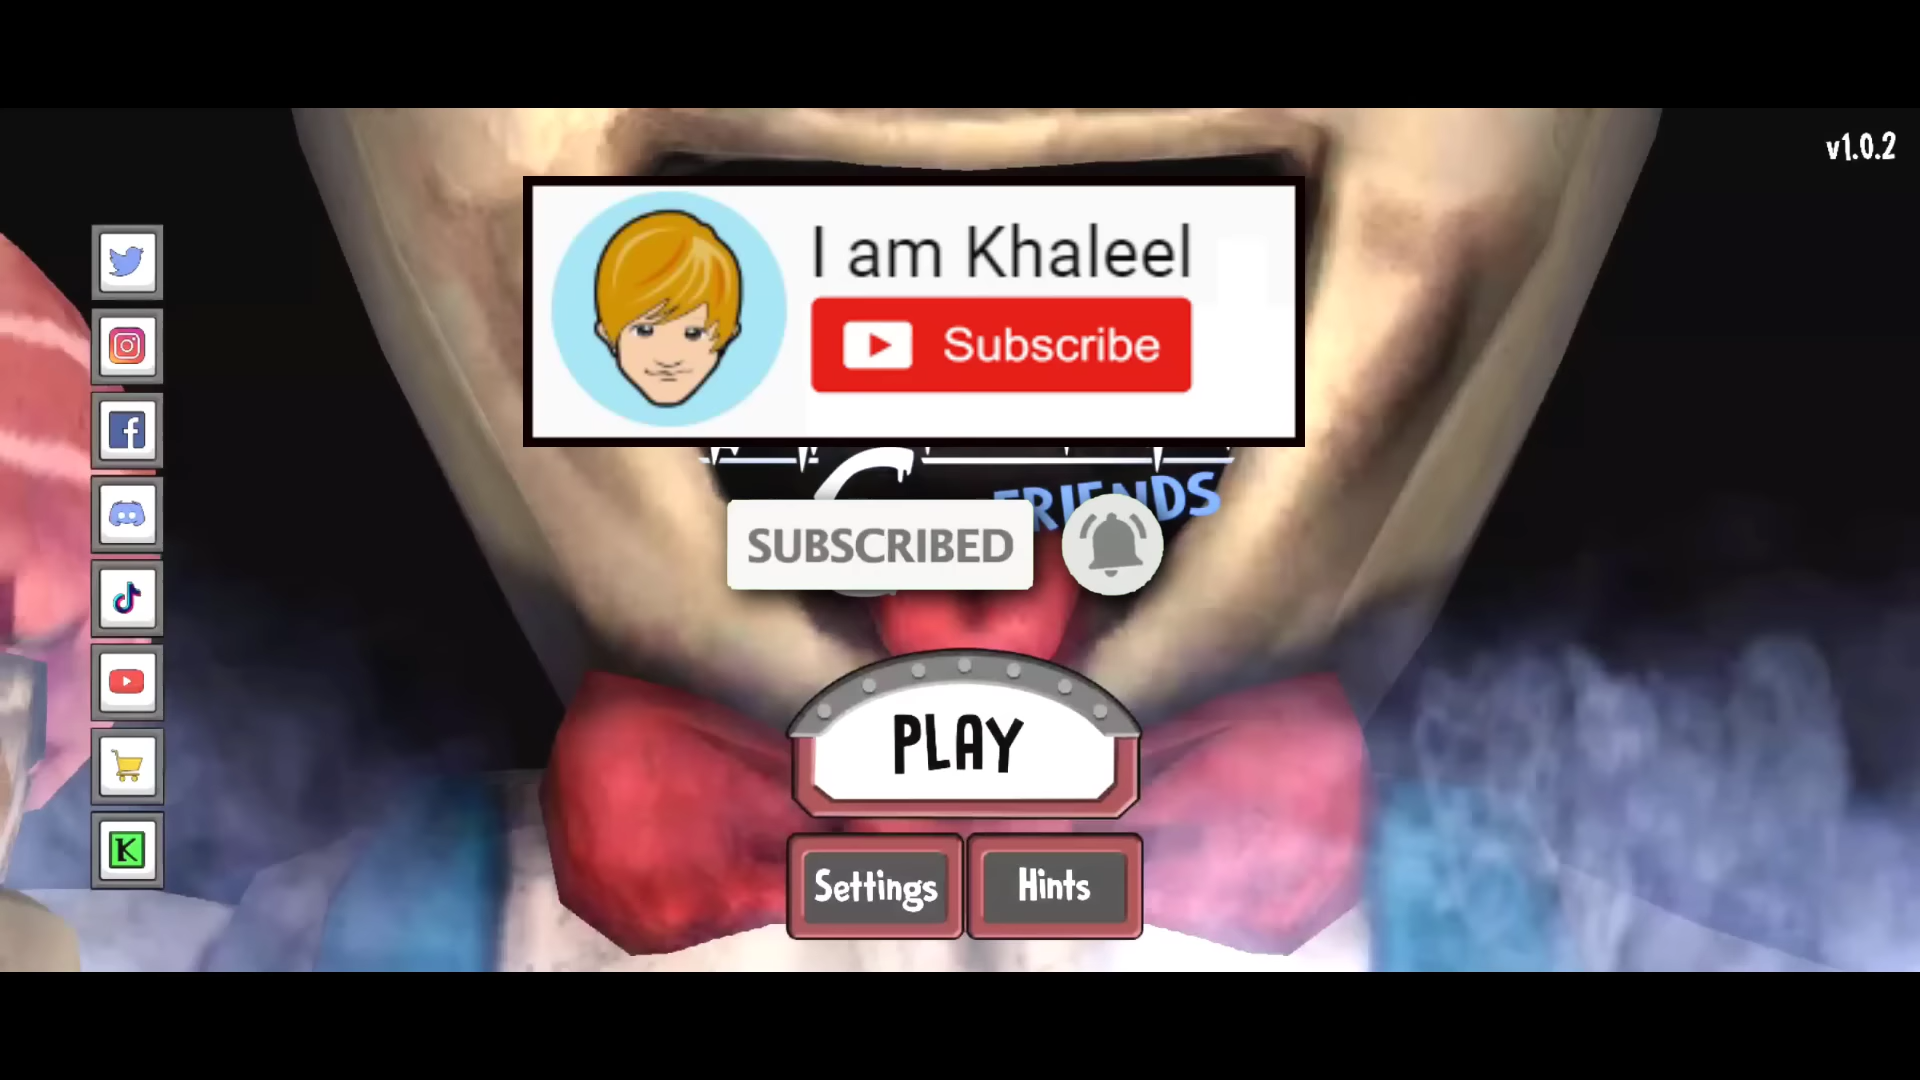 v1.0.2
I am Khaleel
Subscribe
FRIENDS
SUBSCRIBED
PLAY
Settings
Hints
K